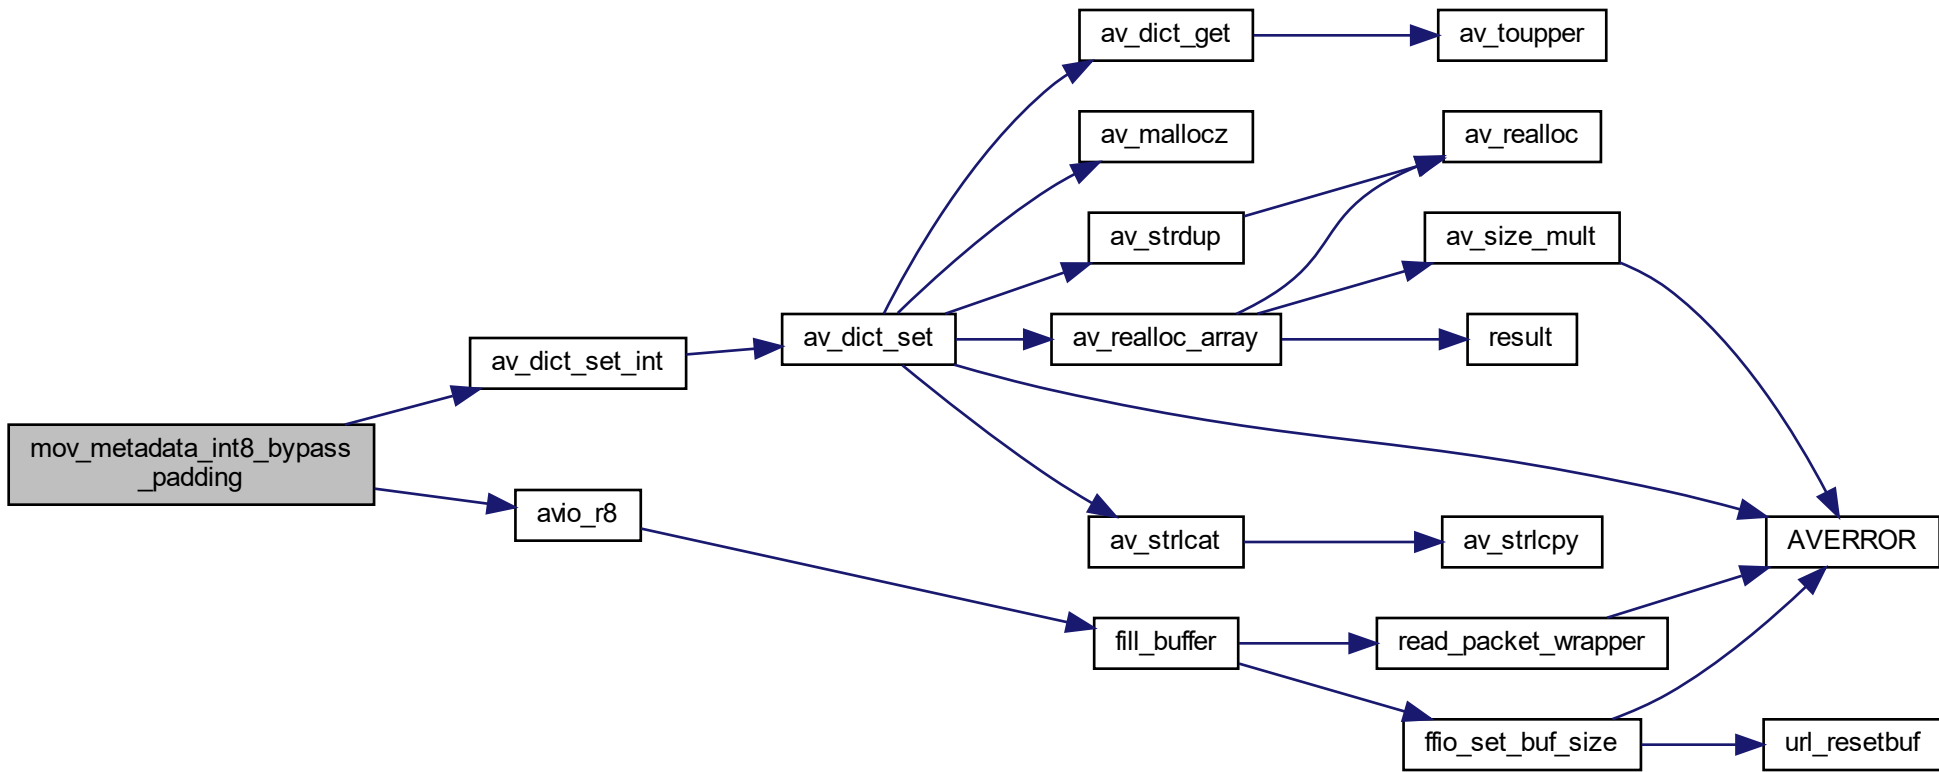 av_dict_get
av_toupper
av_mallocz
av_realloc
av_strdup
av_size_mult
av_dict_set
av_realloc_array
result
av_dict_set_int
mov_metadata_int8_bypass
_padding
avio_r8
av_strlcat
av_strlcpy
AVERROR
fill_buffer
read_packet_wrapper
ffio_set_buf_size
url_resetbuf